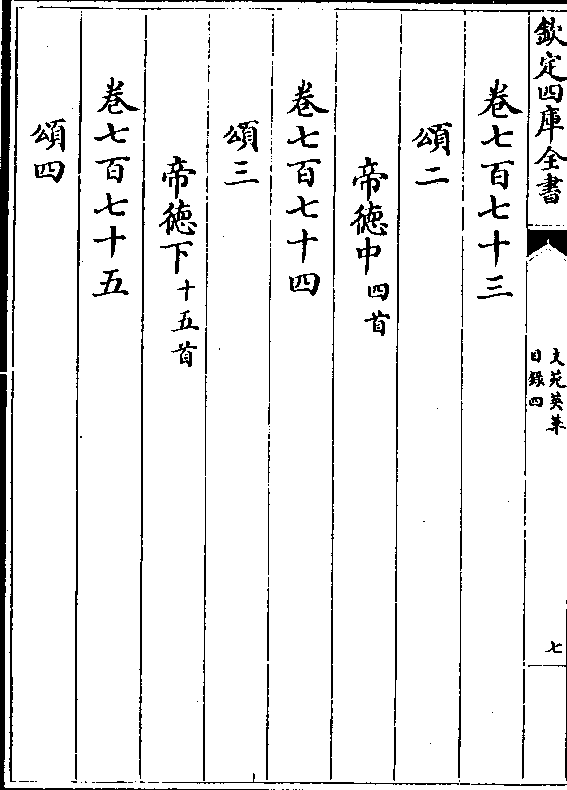 欽定四庫全書
文苑英華
目録四
七
卷七百七十三
頌二
帝德中四首
卷七百七十四
頌三
帝德下十五首
卷七百七十五
頌四